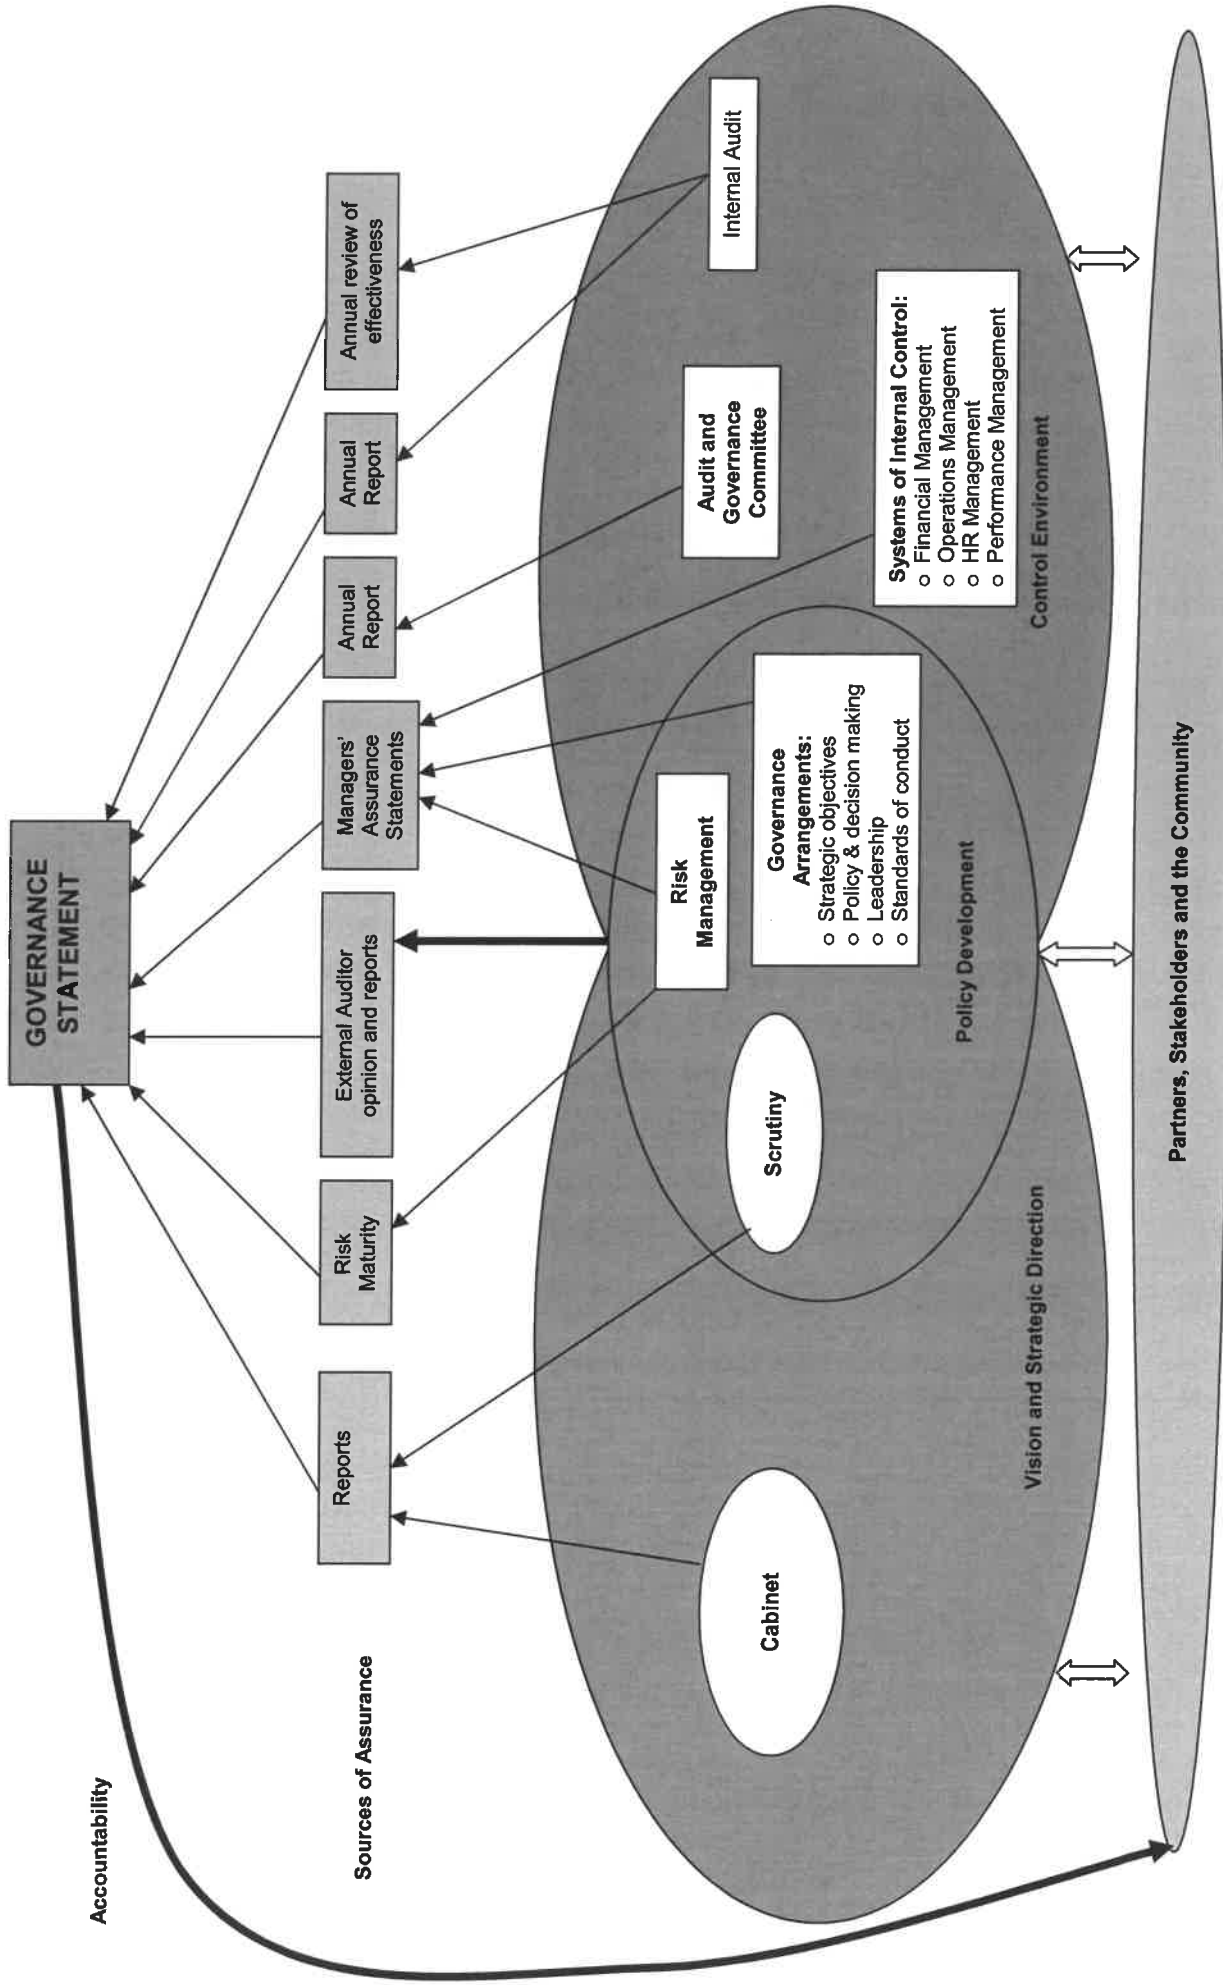 GOVERNANCE
STATEMENT
Accountability
Sources of Assurance
Reports
Risk
Maturity
External Auditor
opinion and reports
Managers'
Assurance
Statements
Annual
Report
Annual
Report
Annual review of
effectiveness
Cabinet
Scrutiny
Risk
Management
Governance
Arrangements:
o Strategic objectives
o Policy & decision making
o Leadership
o Standards of conduct
Audit and
Governance
Committee
Internal Audit
Systems of Internal Control:
o Financial Management
o Operations Management
o HR Management
o Performance Management
Vision and Strategic Direction
Policy Development
Control Environment
Partners, Stakeholders and the Community